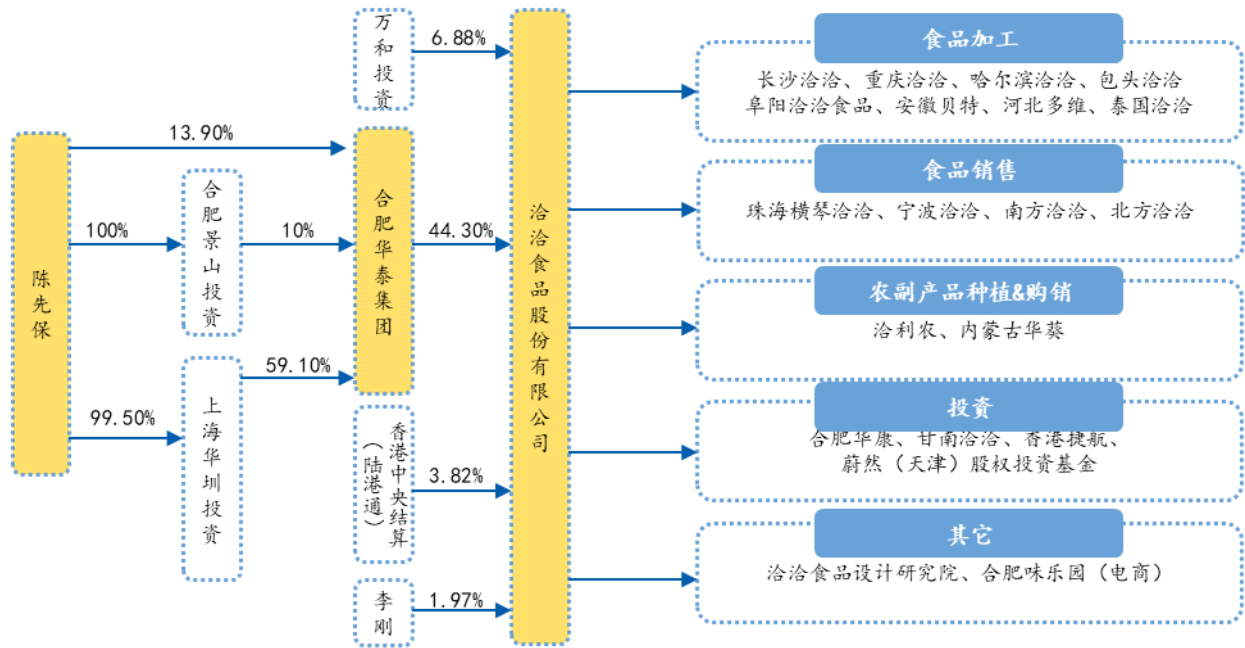 陈先保
13.90%
100%
99.50%
合肥景山投资
上海华圳投资
10%
59.10%
万和投资
合肥华泰集团
香港中央结算
(陆港通)
李刚
6.88%
44.30%
3.82%
1.97%
洽洽食品股份有限公司
食品加工
长沙洽洽、重庆洽洽、哈尔滨洽洽、包头洽洽
阜阳洽洽食品、安徽贝特、河北多维、泰国洽洽
食品销售
珠海横琴洽洽、宁波洽洽、南方洽洽、北方洽洽
农副产品种植&购销
洽利农、内蒙古华葵
投资
合肥华康、甘南洽洽、香港捷航、
蔚然（天津）股权投资基金
其它
洽洽食品设计研究院、合肥味乐园（电商）